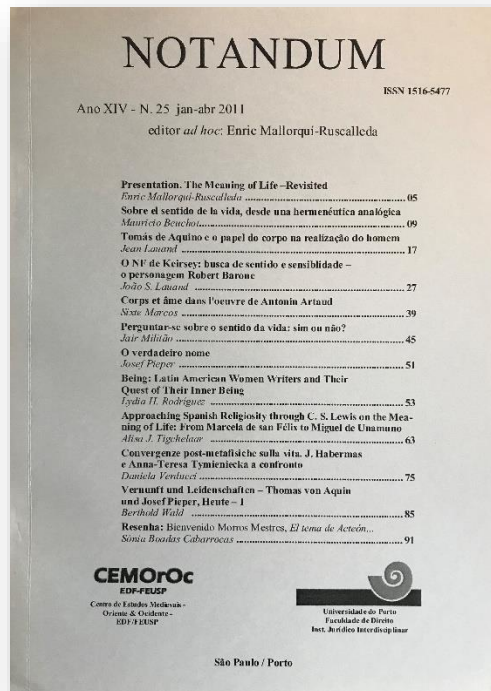 NOTANDUM
ISSN 1516-5477
Ano XIV - N. 25 jan-abr 2011
editor ad hoc: Enric Mallorquí-Ruscalleda
Presentation. The Meaning of Life –Revisited
Enric Mallorquí-Ruscalleda ........ 05
Sobre el sentido de la vida, desde una hermenéutica analógica
Mauricio Beuchot........ 09
Tomás de Aquino e o papel do corpo na realização do homem
Jean Lauand ........ 17
O NF de Keirsey: busca de sentido e sensiblidade –
o personagem Robert Barone
João S. Lauand ........ 27
Corps et âme dans l'oeuvre de Antonin Artaud
Sixte Marcos ........ 39
Perguntar-se sobre o sentido da vida: sim ou não?
Jair Militão ........ 45
O verdadeiro nome
Josef Pieper ........ 51
Being: Latin American Women Writers and Their
Quest of Their Inner Being
Lydia H. Rodríguez ........ 53
Approaching Spanish Religiosity through C. S. Lewis on the Mea-
ning of Life: From Marcela de san Félix to Miguel de Unamuno
Alisa J. Tigchelaar ........ 63
Convergenze post-metafisiche sulla vita. J. Habermas
e Anna-Teresa Tymieniecka a confronto
Daniela Verducci ........ 75
Vernunft und Leidenschaften – Thomas von Aquin
und Josef Pieper, Heute – I
Berthold Wald ........ 85
Resenha: Bienvenido Morros Mestres, El tema de Acteón...
Sònia Boadas Cabarrocas ........ 91
CEMOrOc
EDF-FEUSP
Centro de Estudos Medievais -
Oriente & Ocidente -
EDF/FEUSP
Universidade do Porto
Faculdade de Direito
Inst. Jurídico Interdisciplinar
São Paulo / Porto